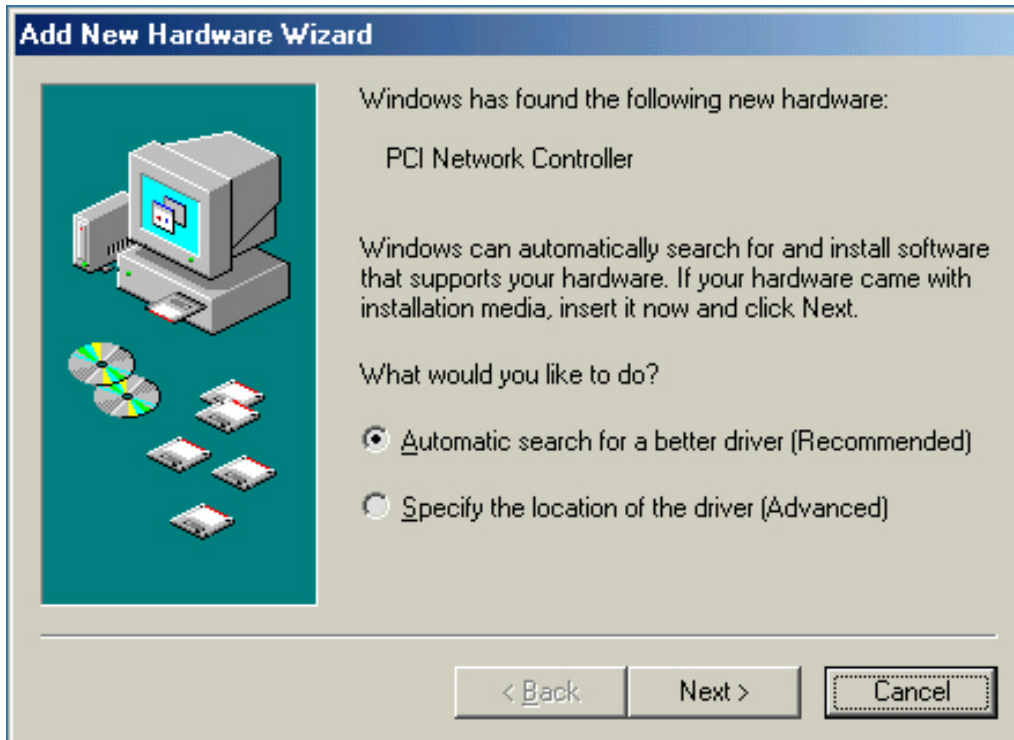 Add New Hardware Wizard
Windows has found the following new hardware:
PCI Network Controller
Windows can automatically search for and install software
that supports your hardware. If your hardware came with
installation media, insert it now and click Next.
What would you like to do?
Automatic search for a better driver (Recommended)
Specify the location of the driver (Advanced)
< Back
Next >
Cancel